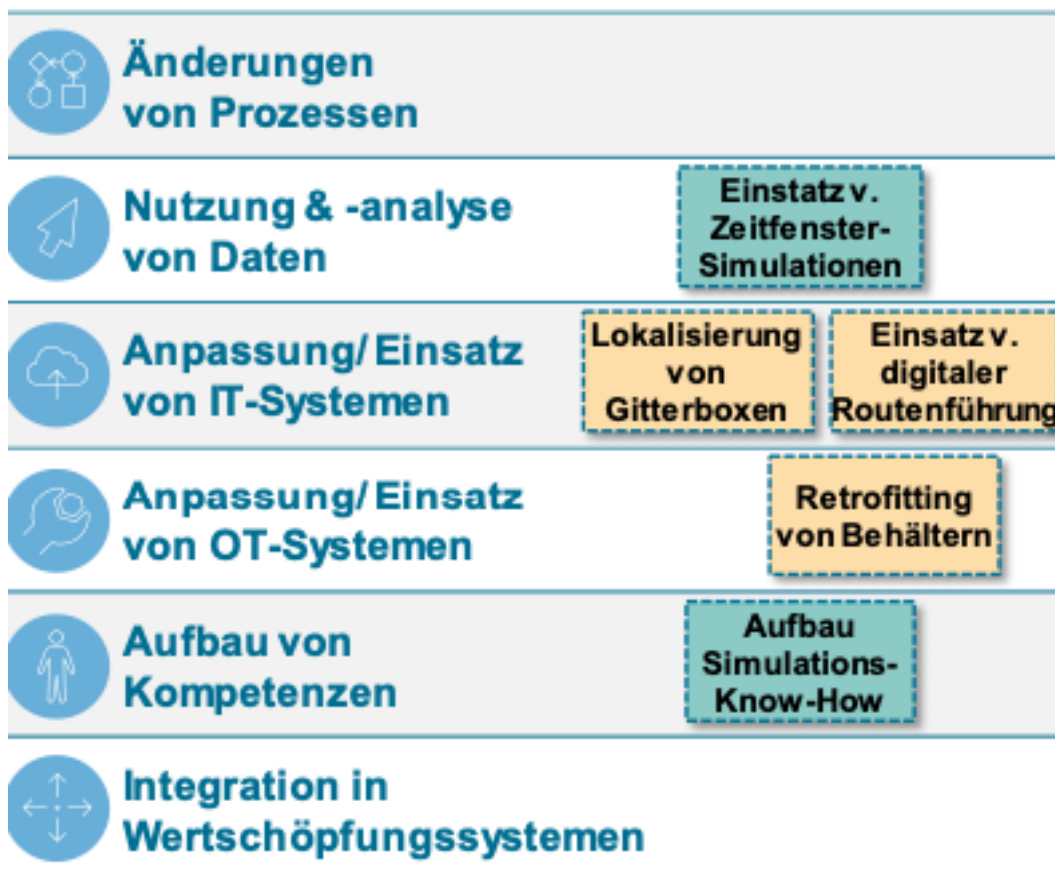 Änderungen
von Prozessen
Nutzung & -analyse
von Daten
Einstatz v.
Zeitfenster-
Simulationen
Anpassung/ Einsatz
von IT-Systemen
Lokalisierung
von
Gitterboxen
Einsatz v.
digitaler
Routenführung
Anpassung/ Einsatz
von OT-Systemen
Retrofitting
von Behältern
Aufbau von
Kompetenzen
Aufbau
Simulations-
Know-How
Integration in
Wertschöpfungssystemen